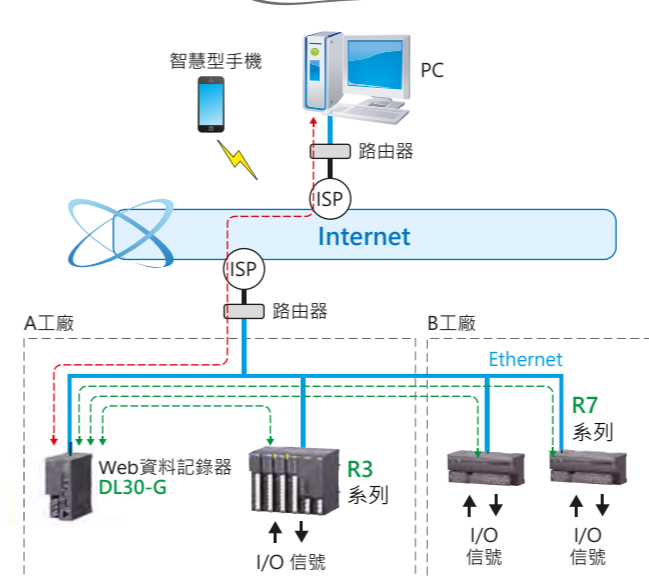 智慧型手機
PC
路由器
ISP
Internet
ISP
路由器
A工廠
B工廠
Ethernet
R7
系列
Web資料記錄器
DL30-G
R3
系列
I/O 信號
I/O
信號
I/O
信號